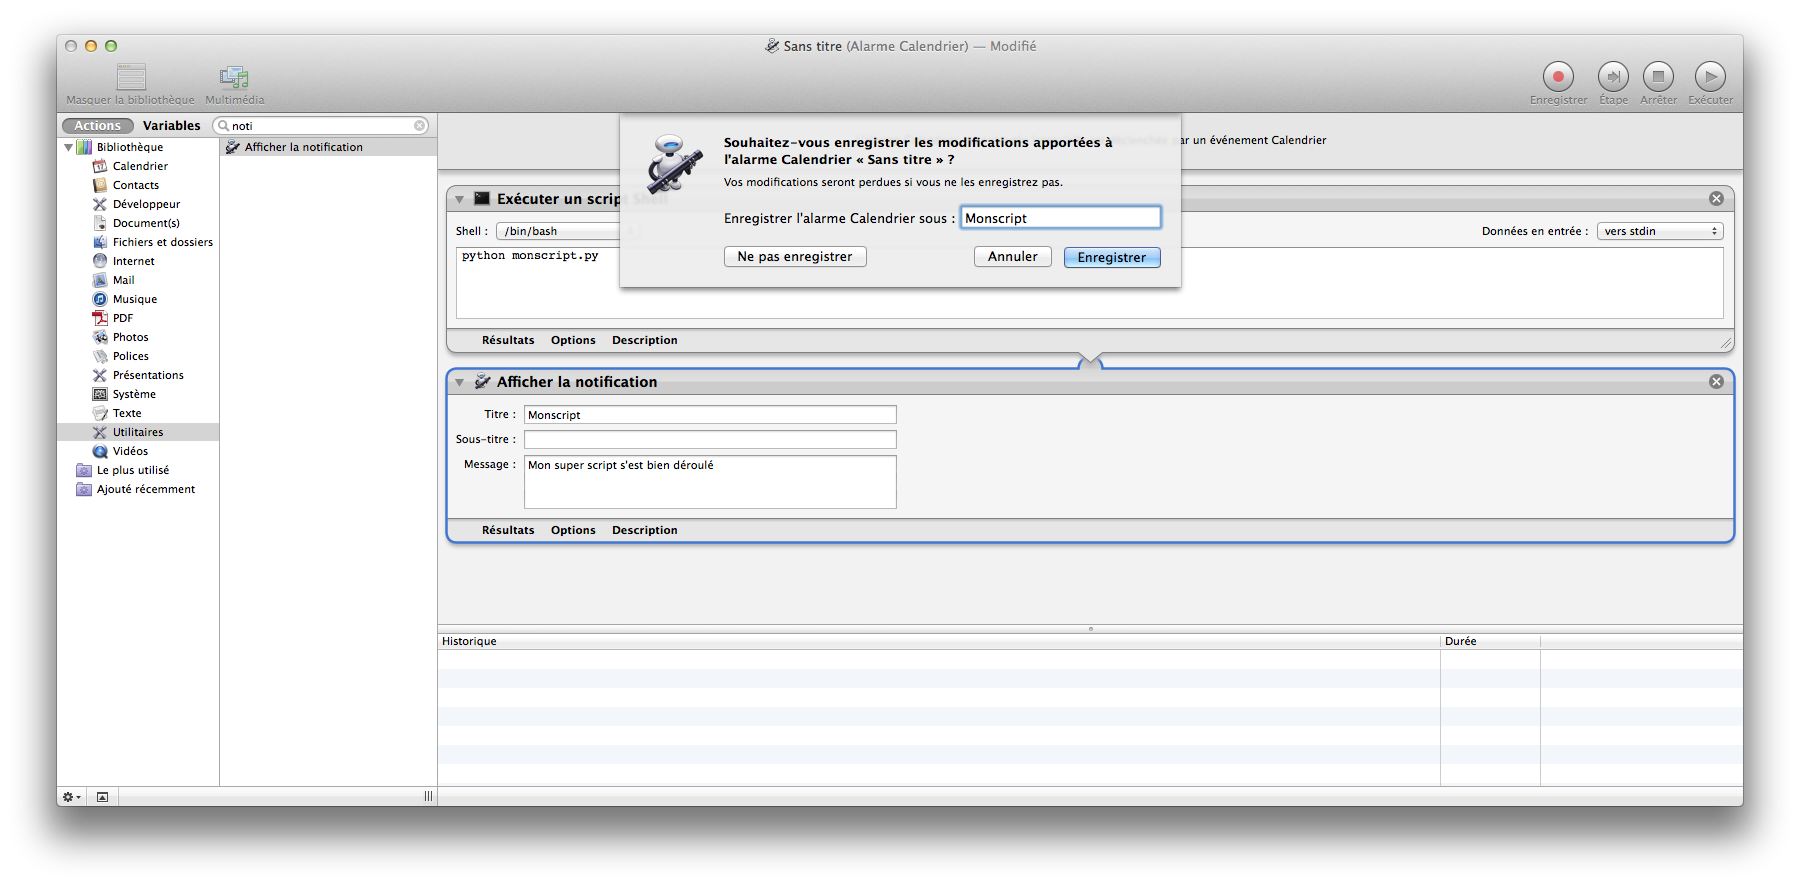 Sans titre (Alarme Calendrier) — Modifié
Masquer la bibliothèque
Multimédia
Enregistrer
Étape
Arrêter
Exécuter
Actions
Variables
noti
Bibliothèque
Calendrier
Contacts
Développeur
Document(s)
Fichiers et dossiers
Internet
Mail
Musique
PDF
Photos
Polices
Présentations
Système
Texte
Utilitaires
Vidéos
Le plus utilisé
Ajouté récemment
Afficher la notification
par un événement Calendrier
Souhaitez-vous enregistrer les modifications apportées à
l'alarme Calendrier « Sans titre » ?
Vos modifications seront perdues si vous ne les enregistrez pas.
Enregistrer l'alarme Calendrier sous : Monscript
Ne pas enregistrer
Annuler
Enregistrer
Exécuter un script Shell
Shell : /bin/bash
Données en entrée : vers stdin
python monscript.py
Résultats Options Description
Afficher la notification
Titre : Monscript
Sous-titre :
Message : Mon super script s'est bien déroulé
Résultats Options Description
Historique
Durée